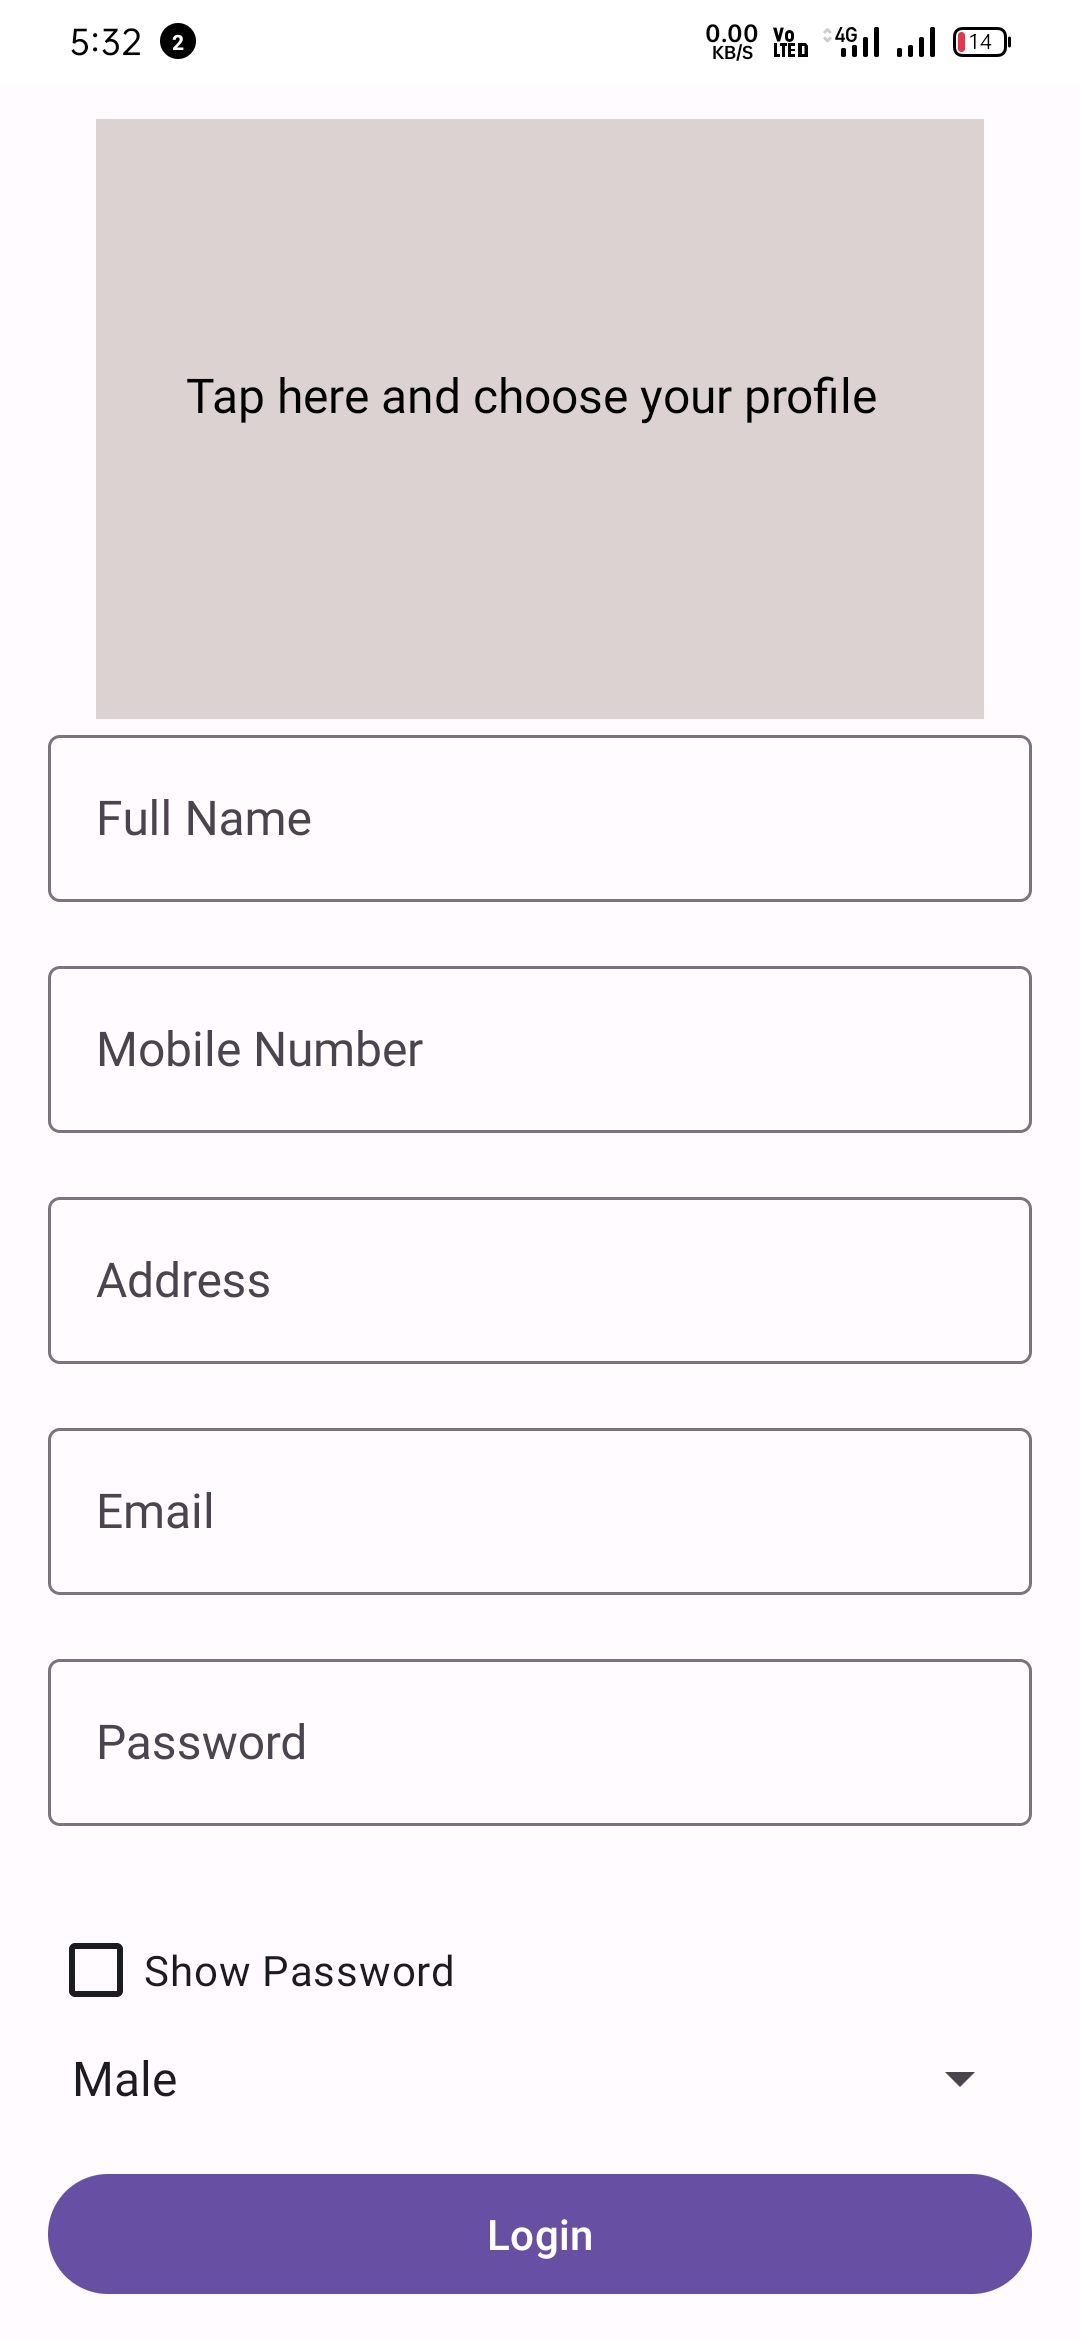 5:32 2 0.00 KB/S Vo LTE 4G 14
Tap here and choose your profile
Full Name
Mobile Number
Address
Email
Password
Show Password
Male
Login